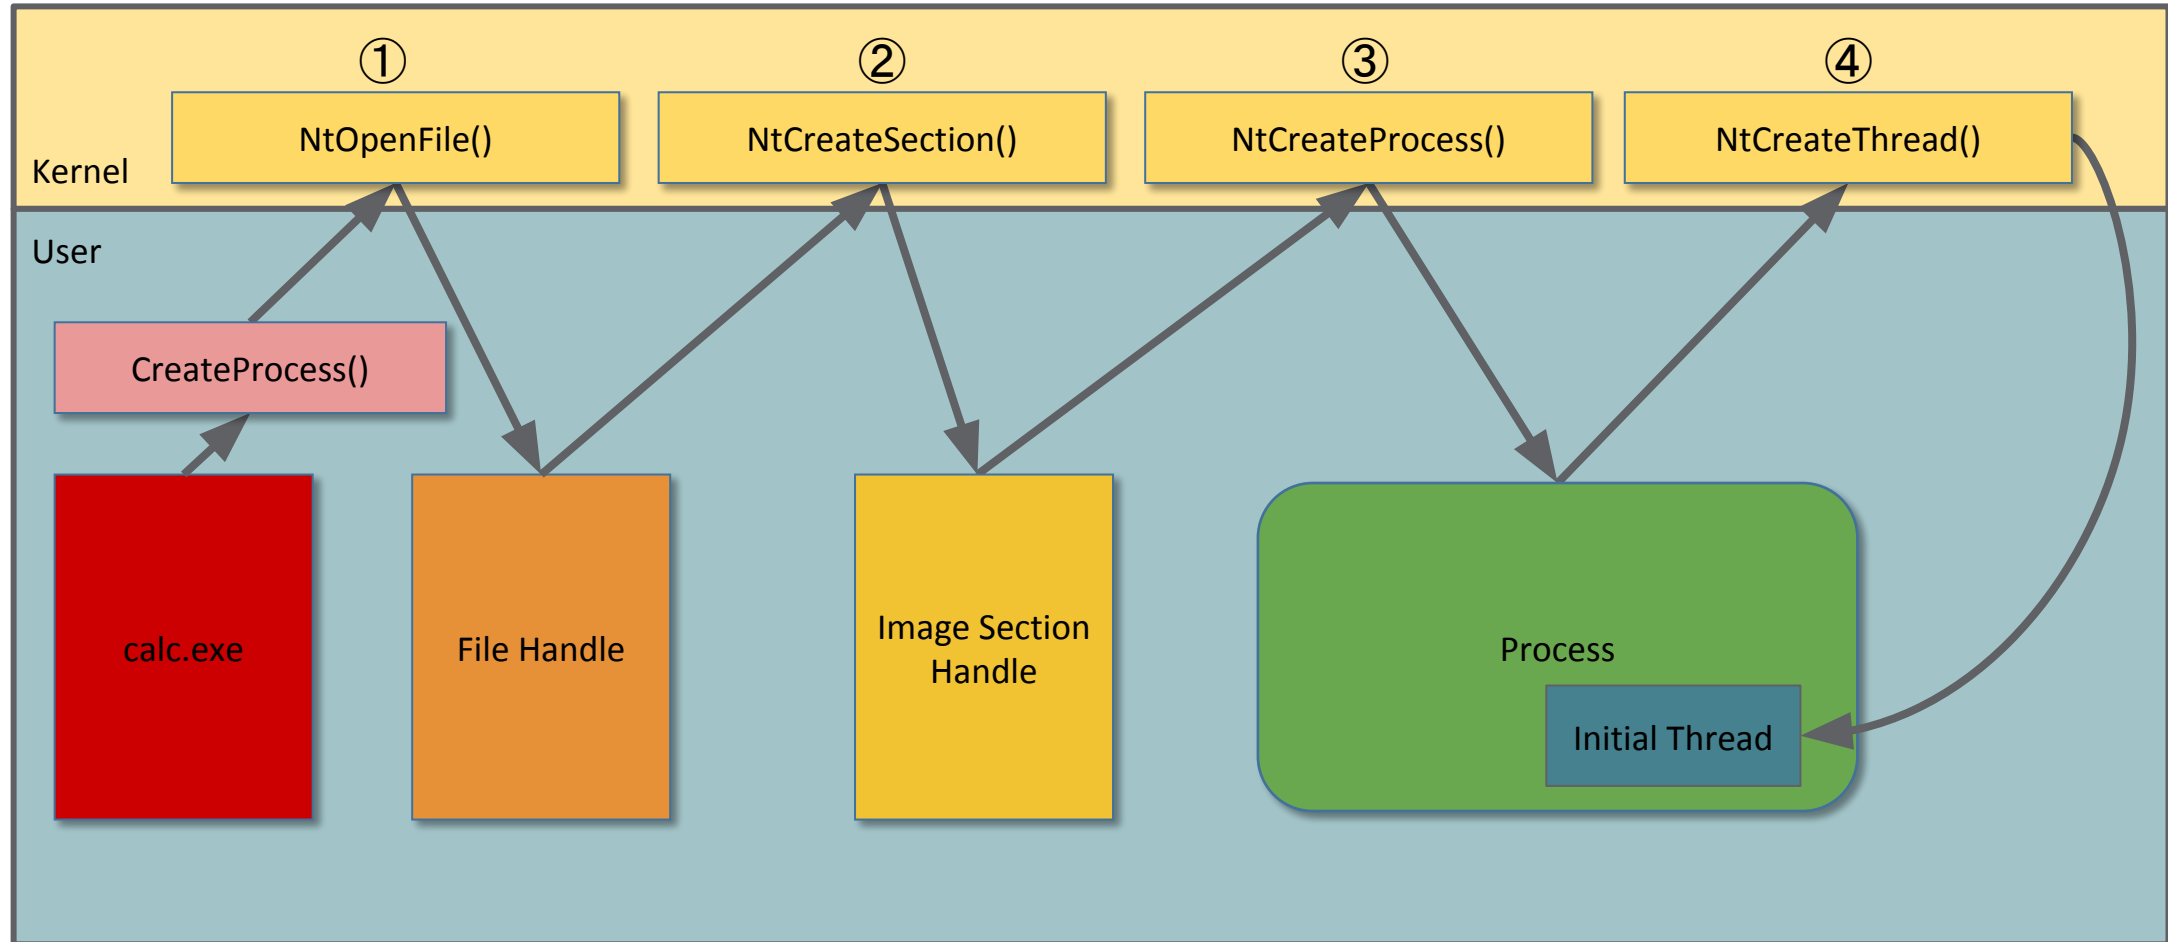 ①
②
③
④
NtOpenFile()
NtCreateSection()
NtCreateProcess()
NtCreateThread()
Kernel
User
CreateProcess()
calc.exe
File Handle
Image Section
Handle
Process
Initial Thread